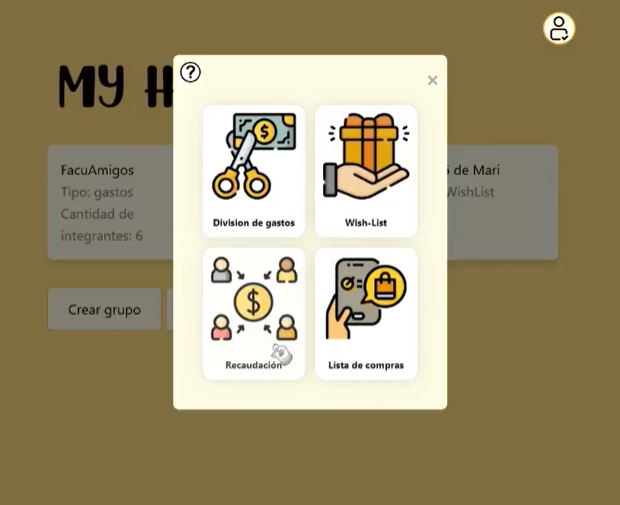 MY H
?
×
FacuAmigos
Tipo: gastos
Cantidad de
integrantes: 6
de Mari
WishList
Division de gastos
Wish-List
Recaudación
Lista de compras
Crear grupo